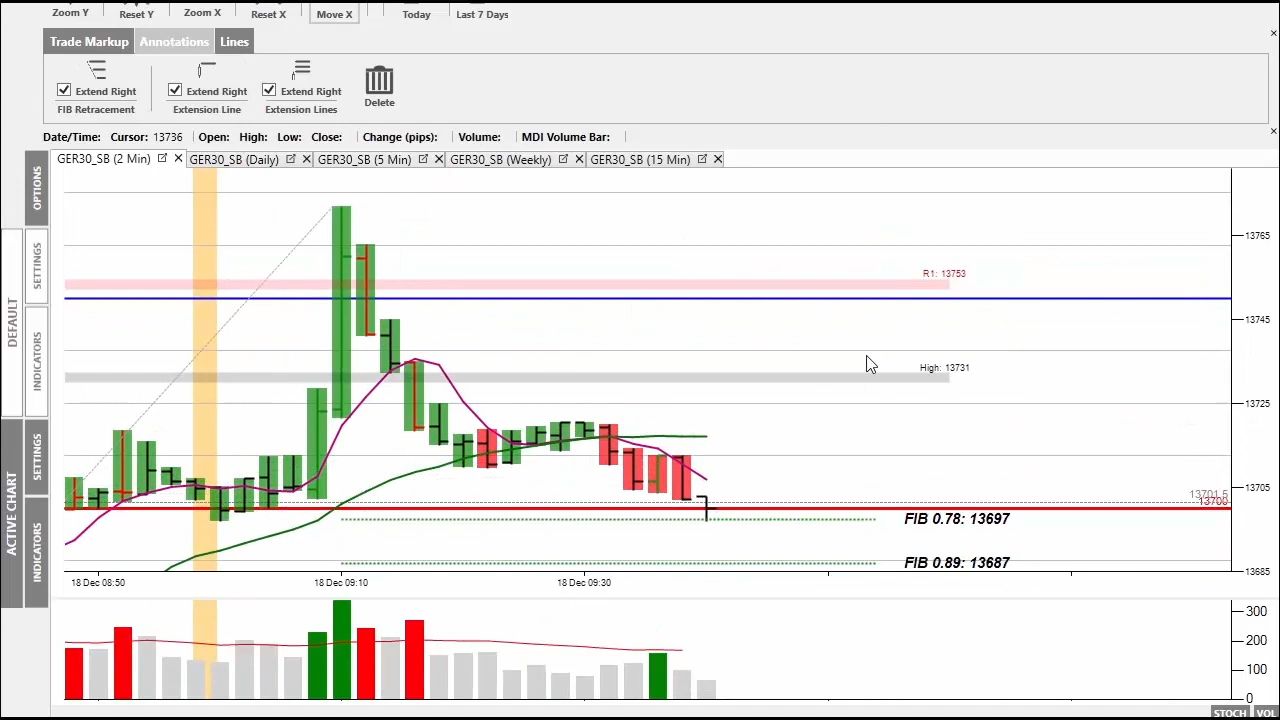 Zoom Y Reset Y Zoom X Reset X Move X Today Last 7 Days
Trade Markup Annotations Lines
Extend Right Extend Right Extend Right
FIB Retracement Extension Line Extension Lines Delete
Date/Time: Cursor: 13736 Open: High: Low: Close: Change (pips): Volume: MDI Volume Bar:
GER30_SB (2 Min) GER30_SB (Daily) GER30_SB (5 Min) GER30_SB (Weekly) GER30_SB (15 Min)
OPTIONS
SETTINGS
INDICATORS
DEFAULT
SETTINGS
INDICATORS
ACTIVE CHART
13765
R1: 13753
13745
High: 13731
13725
13705
13701.5
13700
FIB 0.78: 13697
FIB 0.89: 13687
13685
18 Dec 08:50 18 Dec 09:10 18 Dec 09:30
300
200
100
0
STOCH VOL